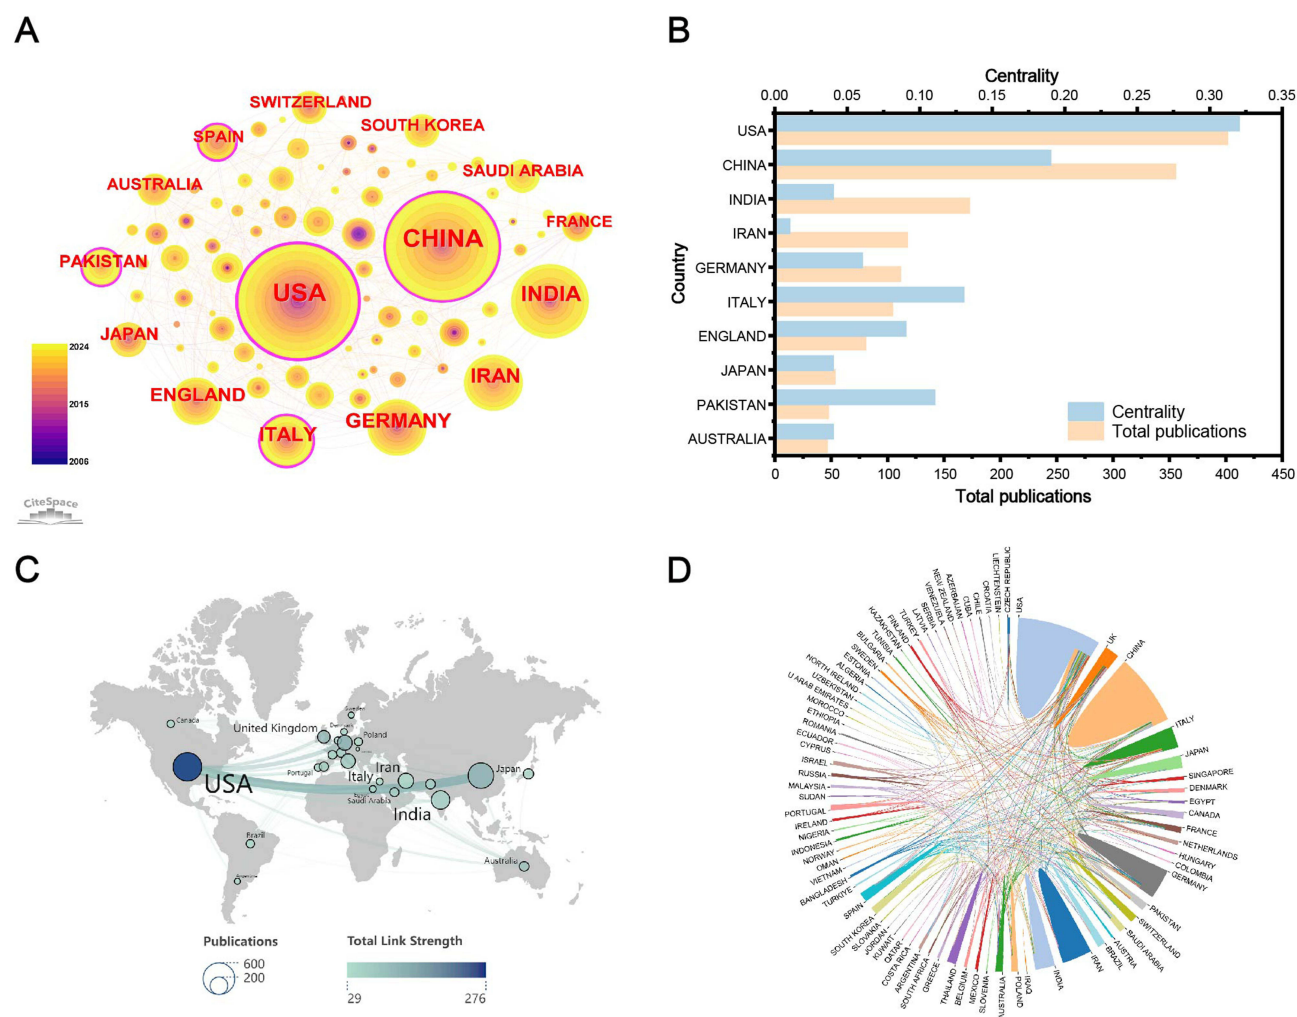 A
SWITZERLAND
SOUTH KOREA
SPAIN
SAUDI ARABIA
AUSTRALIA
FRANCE
CHINA
PAKISTAN
USA
INDIA
JAPAN
IRAN
ENGLAND
GERMANY
ITALY
2024
2015
2006
CiteSpace
B
Centrality
0.00 0.05 0.10 0.15 0.20 0.25 0.30 0.35
Country
USA
CHINA
INDIA
IRAN
GERMANY
ITALY
ENGLAND
JAPAN
PAKISTAN
AUSTRALIA
Centrality
Total publications
0 50 100 150 200 250 300 350 400 450
Total publications
C
Canada
United Kingdom
Sweden
Poland
Portugal
Italy
Iran
Japan
USA
Egypt
Saudi Arabia
India
Brazil
Australia
Publications
600
200
Total Link Strength
29 276
D
USA
UK
CHINA
ITALY
JAPAN
SINGAPORE
DENMARK
EGYPT
CANADA
FRANCE
NETHERLANDS
HUNGARY
COLOMBIA
GERMANY
PAKISTAN
SWITZERLAND
SAUDI ARABIA
AUSTRIA
BRAZIL
IRAN
INDIA
IRAQ
POLAND
AUSTRALIA
SLOVENIA
MEXICO
BELGIUM
THAILAND
GREECE
SOUTH AFRICA
ARGENTINA
COSTA RICA
QATAR
KUWAIT
JORDAN
SLOVAKIA
SOUTH KOREA
SPAIN
TURKIYE
BANGLADESH
VIETNAM
OMAN
NORWAY
INDONESIA
NIGERIA
IRELAND
PORTUGAL
SUDAN
MALAYSIA
RUSSIA
ISRAEL
CYPRUS
ECUADOR
ROMANIA
ETHIOPIA
MOROCCO
U ARAB EMIRATES
UZBEKISTAN
NORTH IRELAND
ALGERIA
ESTONIA
SWEDEN
BULGARIA
TUNISIA
KAZAKHSTAN
FINLAND
TURKEY
LATVIA
SERBIA
VENEZUELA
NEW ZEALAND
AZERBAIJAN
CUBA
CHILE
CROATIA
LIECHTENSTEIN
CZECH REPUBLIC